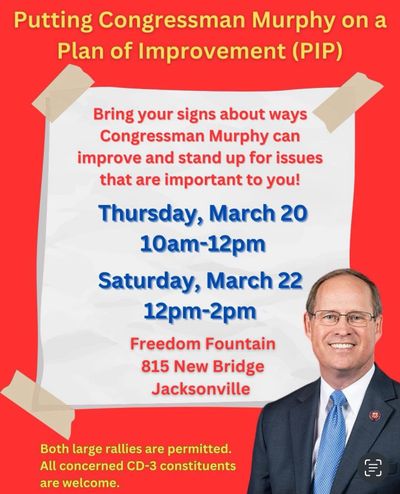 Putting Congressman Murphy on a
Plan of Improvement (PIP)
Bring your signs about ways
Congressman Murphy can
improve and stand up for issues
that are important to you!
Thursday, March 20
10am-12pm
Saturday, March 22
12pm-2pm
Freedom Fountain
815 New Bridge
Jacksonville
Both large rallies are permitted.
All concerned CD-3 constituents
are welcome.